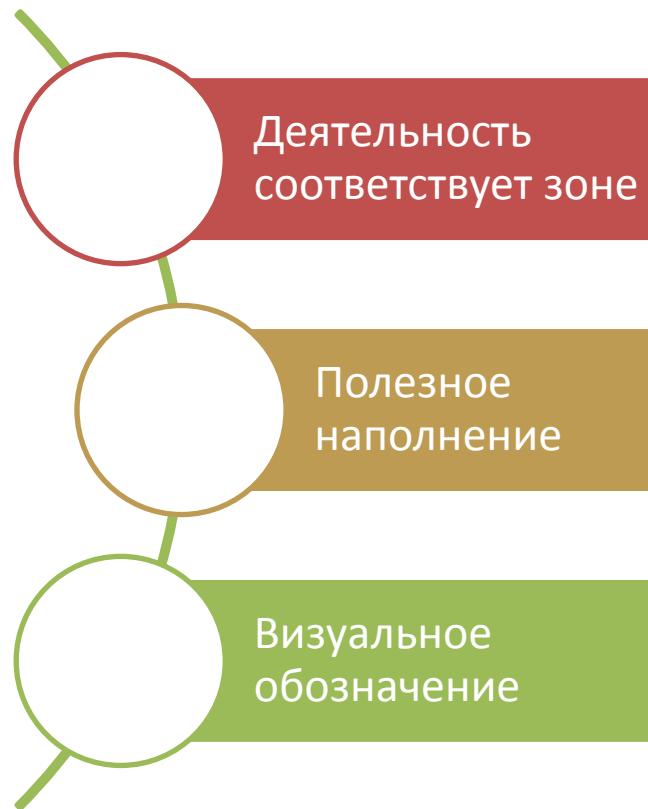 Деятельность
соответствует зоне
Полезное
наполнение
Визуальное
обозначение